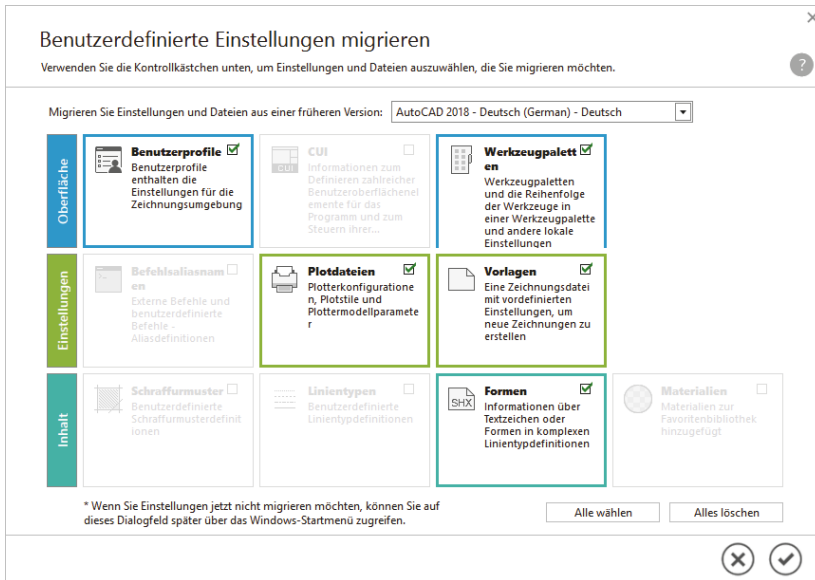 Benutzerdefinierte Einstellungen migrieren
Verwenden Sie die Kontrollkästchen unten, um Einstellungen und Dateien auszuwählen, die Sie migrieren möchten.
?
Migrieren Sie Einstellungen und Dateien aus einer früheren Version:
AutoCAD 2018 - Deutsch (German) - Deutsch
Oberfläche
Benutzerprofile
Benutzerprofile
enthalten die
Einstellungen für die
Zeichnungsumgebung
CUI
CUI
Informationen zum
Definieren zahlreicher
Benutzeroberflächenel
emente für das
Programm und zum
Steuern ihrer...
Werkzeugpalett
en
Werkzeugpaletten
und die Reihenfolge
der Werkzeuge in
einer Werkzeugpalette
und andere lokale
Einstellungen
Einstellungen
Befehlsaliasnam
en
Externe Befehle und
benutzerdefinierte
Befehle -
Aliasdefinitionen
Plotdateien
Plotterkonfiguratione
n, Plotstile und
Plottermodellparamete
r
Vorlagen
Eine Zeichnungsdatei
mit vordefinierten
Einstellungen, um
neue Zeichnungen zu
erstellen
Inhalt
Schraffurmuster
Benutzerdefinierte
Schraffurmusterdefinit
ionen
Linientypen
Benutzerdefinierte
Linientypdefinitionen
SHX
Formen
Informationen über
Textzeichen oder
Formen in komplexen
Linientypdefinitionen
Materialien
Materialien zur
Favoritenbibliothek
hinzugefügt
* Wenn Sie Einstellungen jetzt nicht migrieren möchten, können Sie auf
dieses Dialogfeld später über das Windows-Startmenü zugreifen.
Alle wählen
Alles löschen